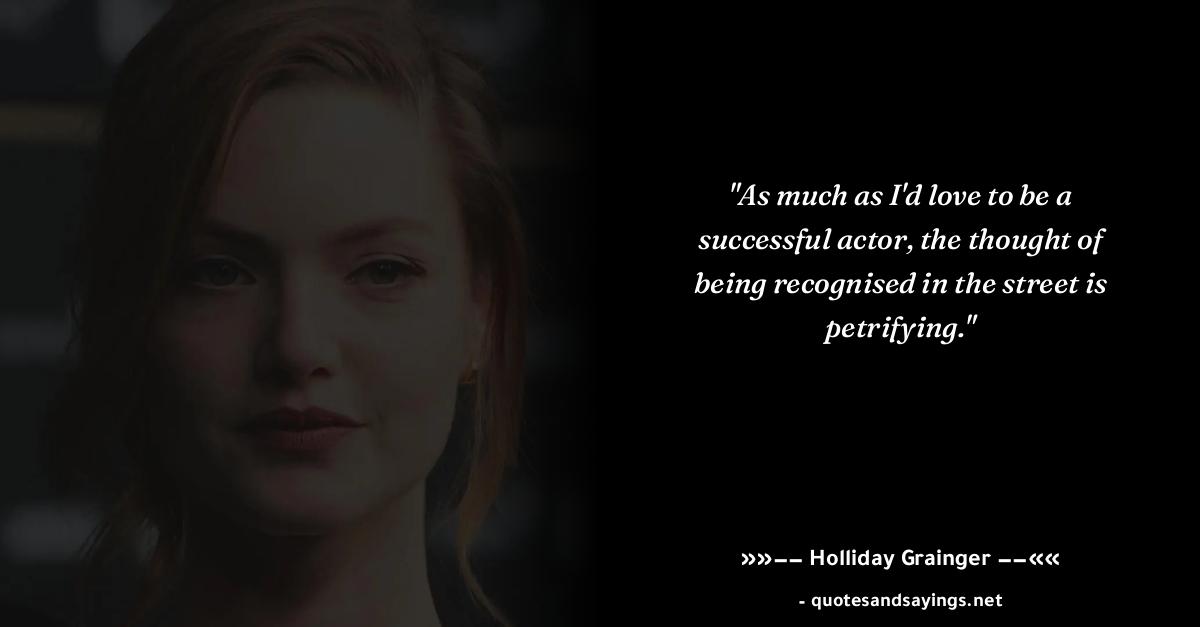 "As much as I'd love to be a
successful actor, the thought of
being recognised in the street is
petrifying."
»»−− Holliday Grainger −−««
- quotesandsayings.net